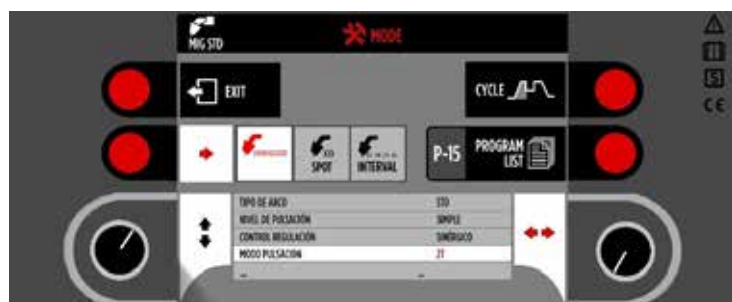 MIG STD
MODE
EXIT
CYCLE
SPOT
INTERVAL
P-15
PROGRAM
LIST
TIPO DE ARCO STD
NIVEL DE PULSACIÓN SIMPLE
CONTROL REGULACIÓN SINÉRGICO
MODO PULSACIÓN 2T
-- --
S
CE